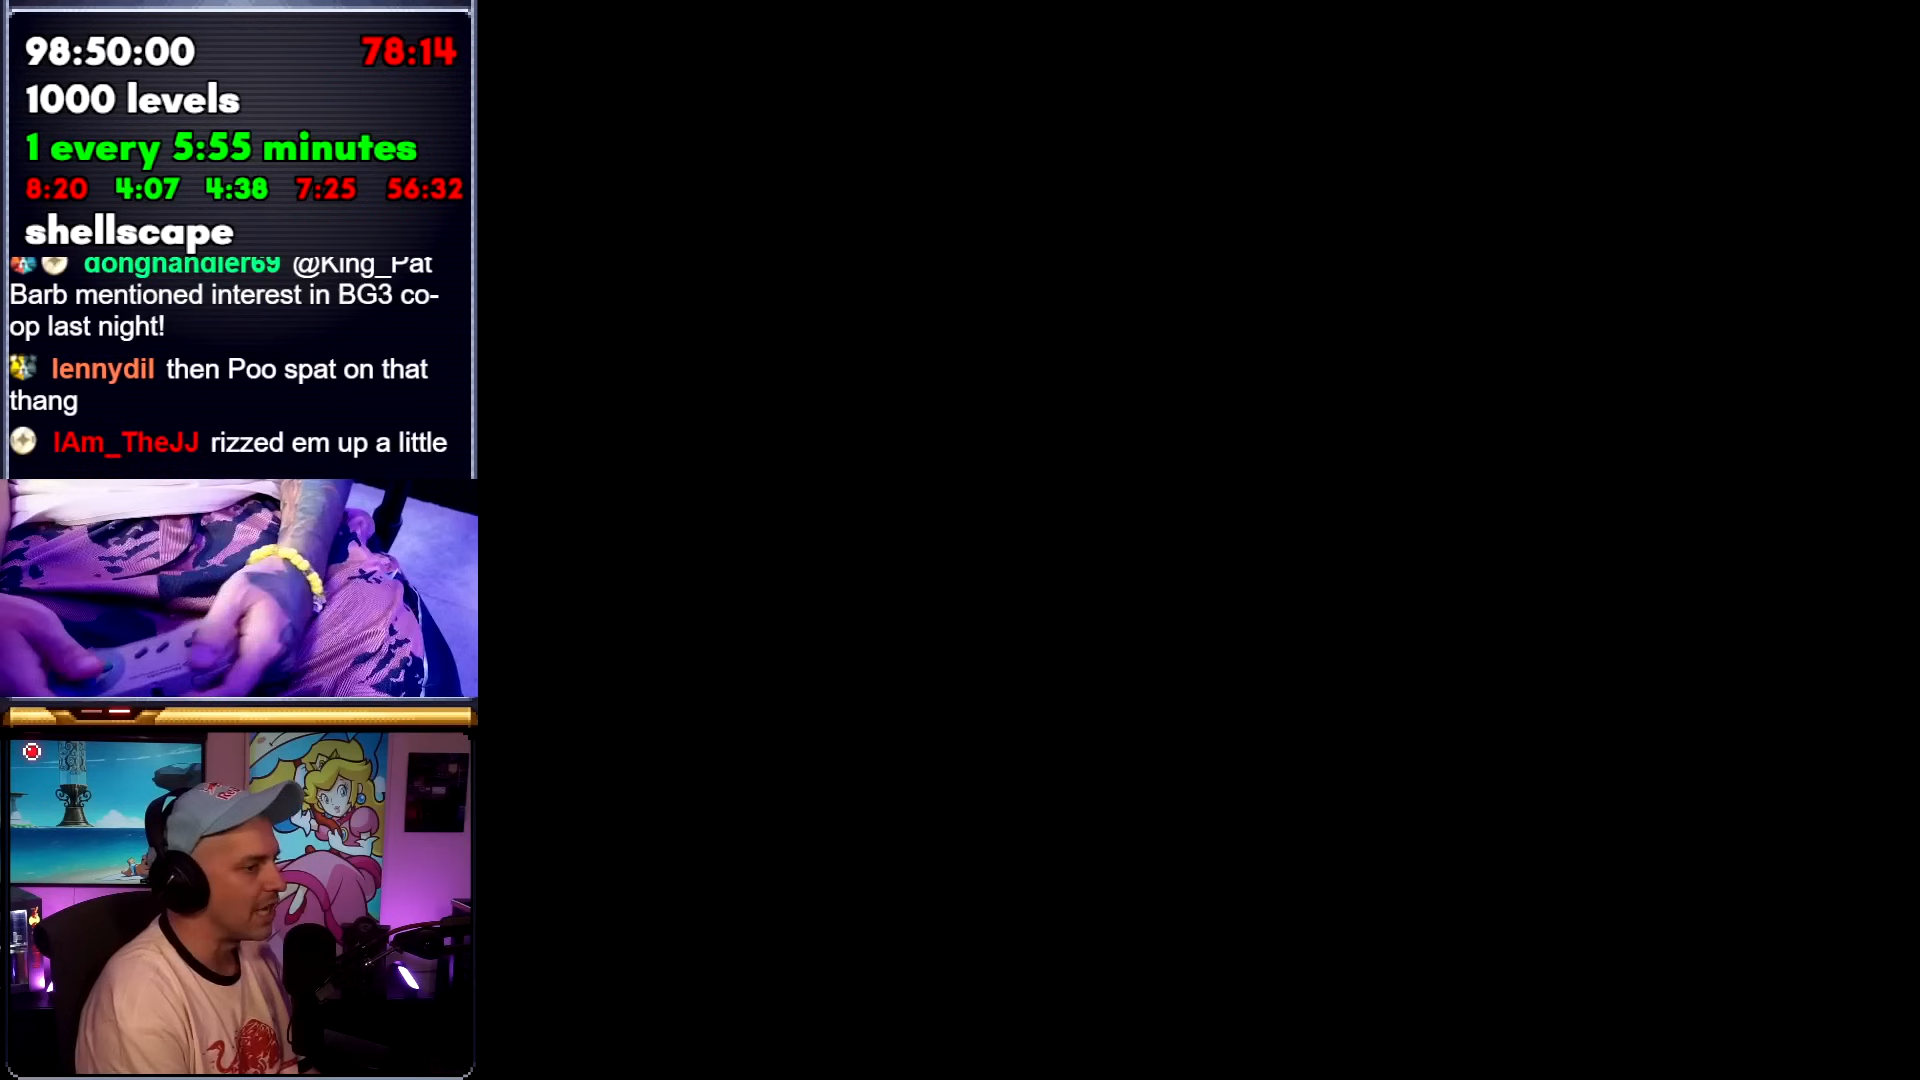 98:50:00 78:14
1000 levels
1 every 5:55 minutes
8:20 4:07 4:38 7:25 56:32
shellscape
donghandler69 @King_Pat
Barb mentioned interest in BG3 co-
op last night!
lennydil then Poo spat on that
thang
IAm_TheJJ rizzed em up a little